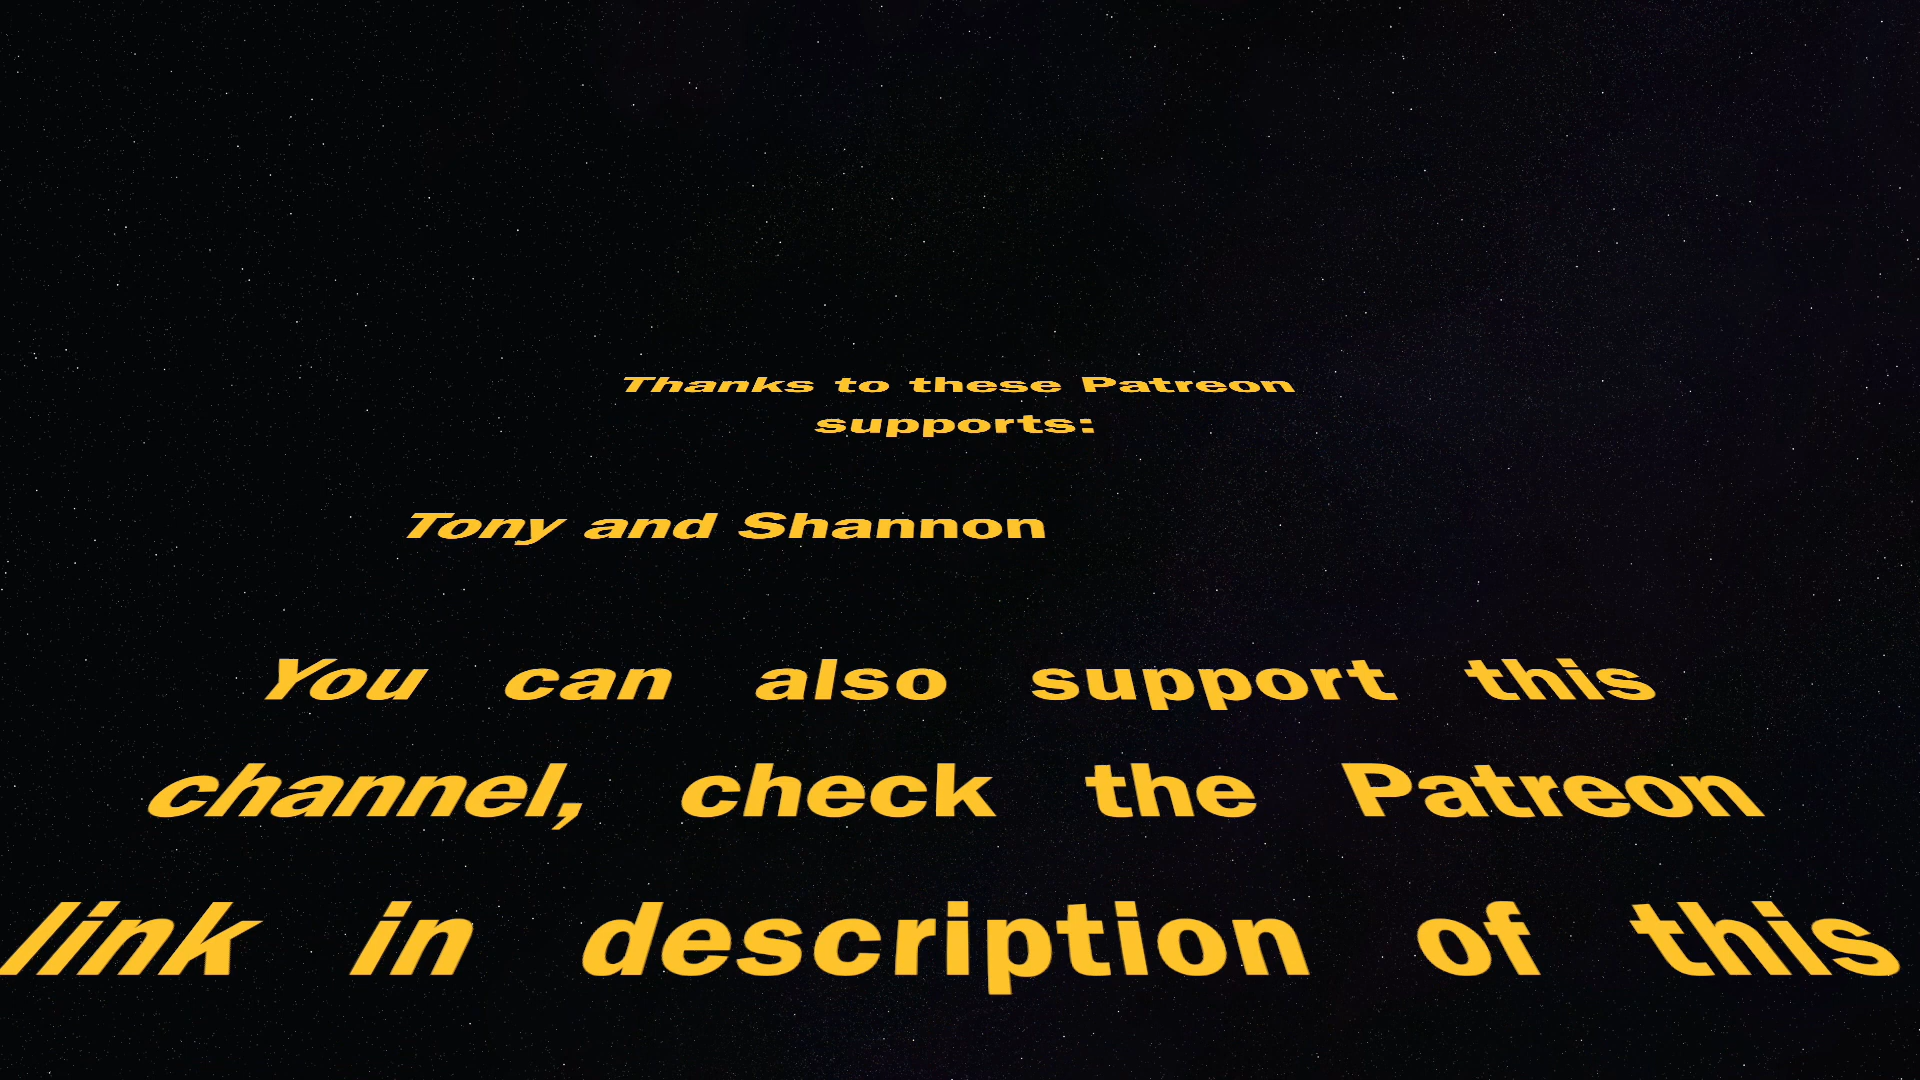 Thanks to these Patreon
supports:
Tony and Shannon
You can also support this
channel, check the Patreon
link in description of this